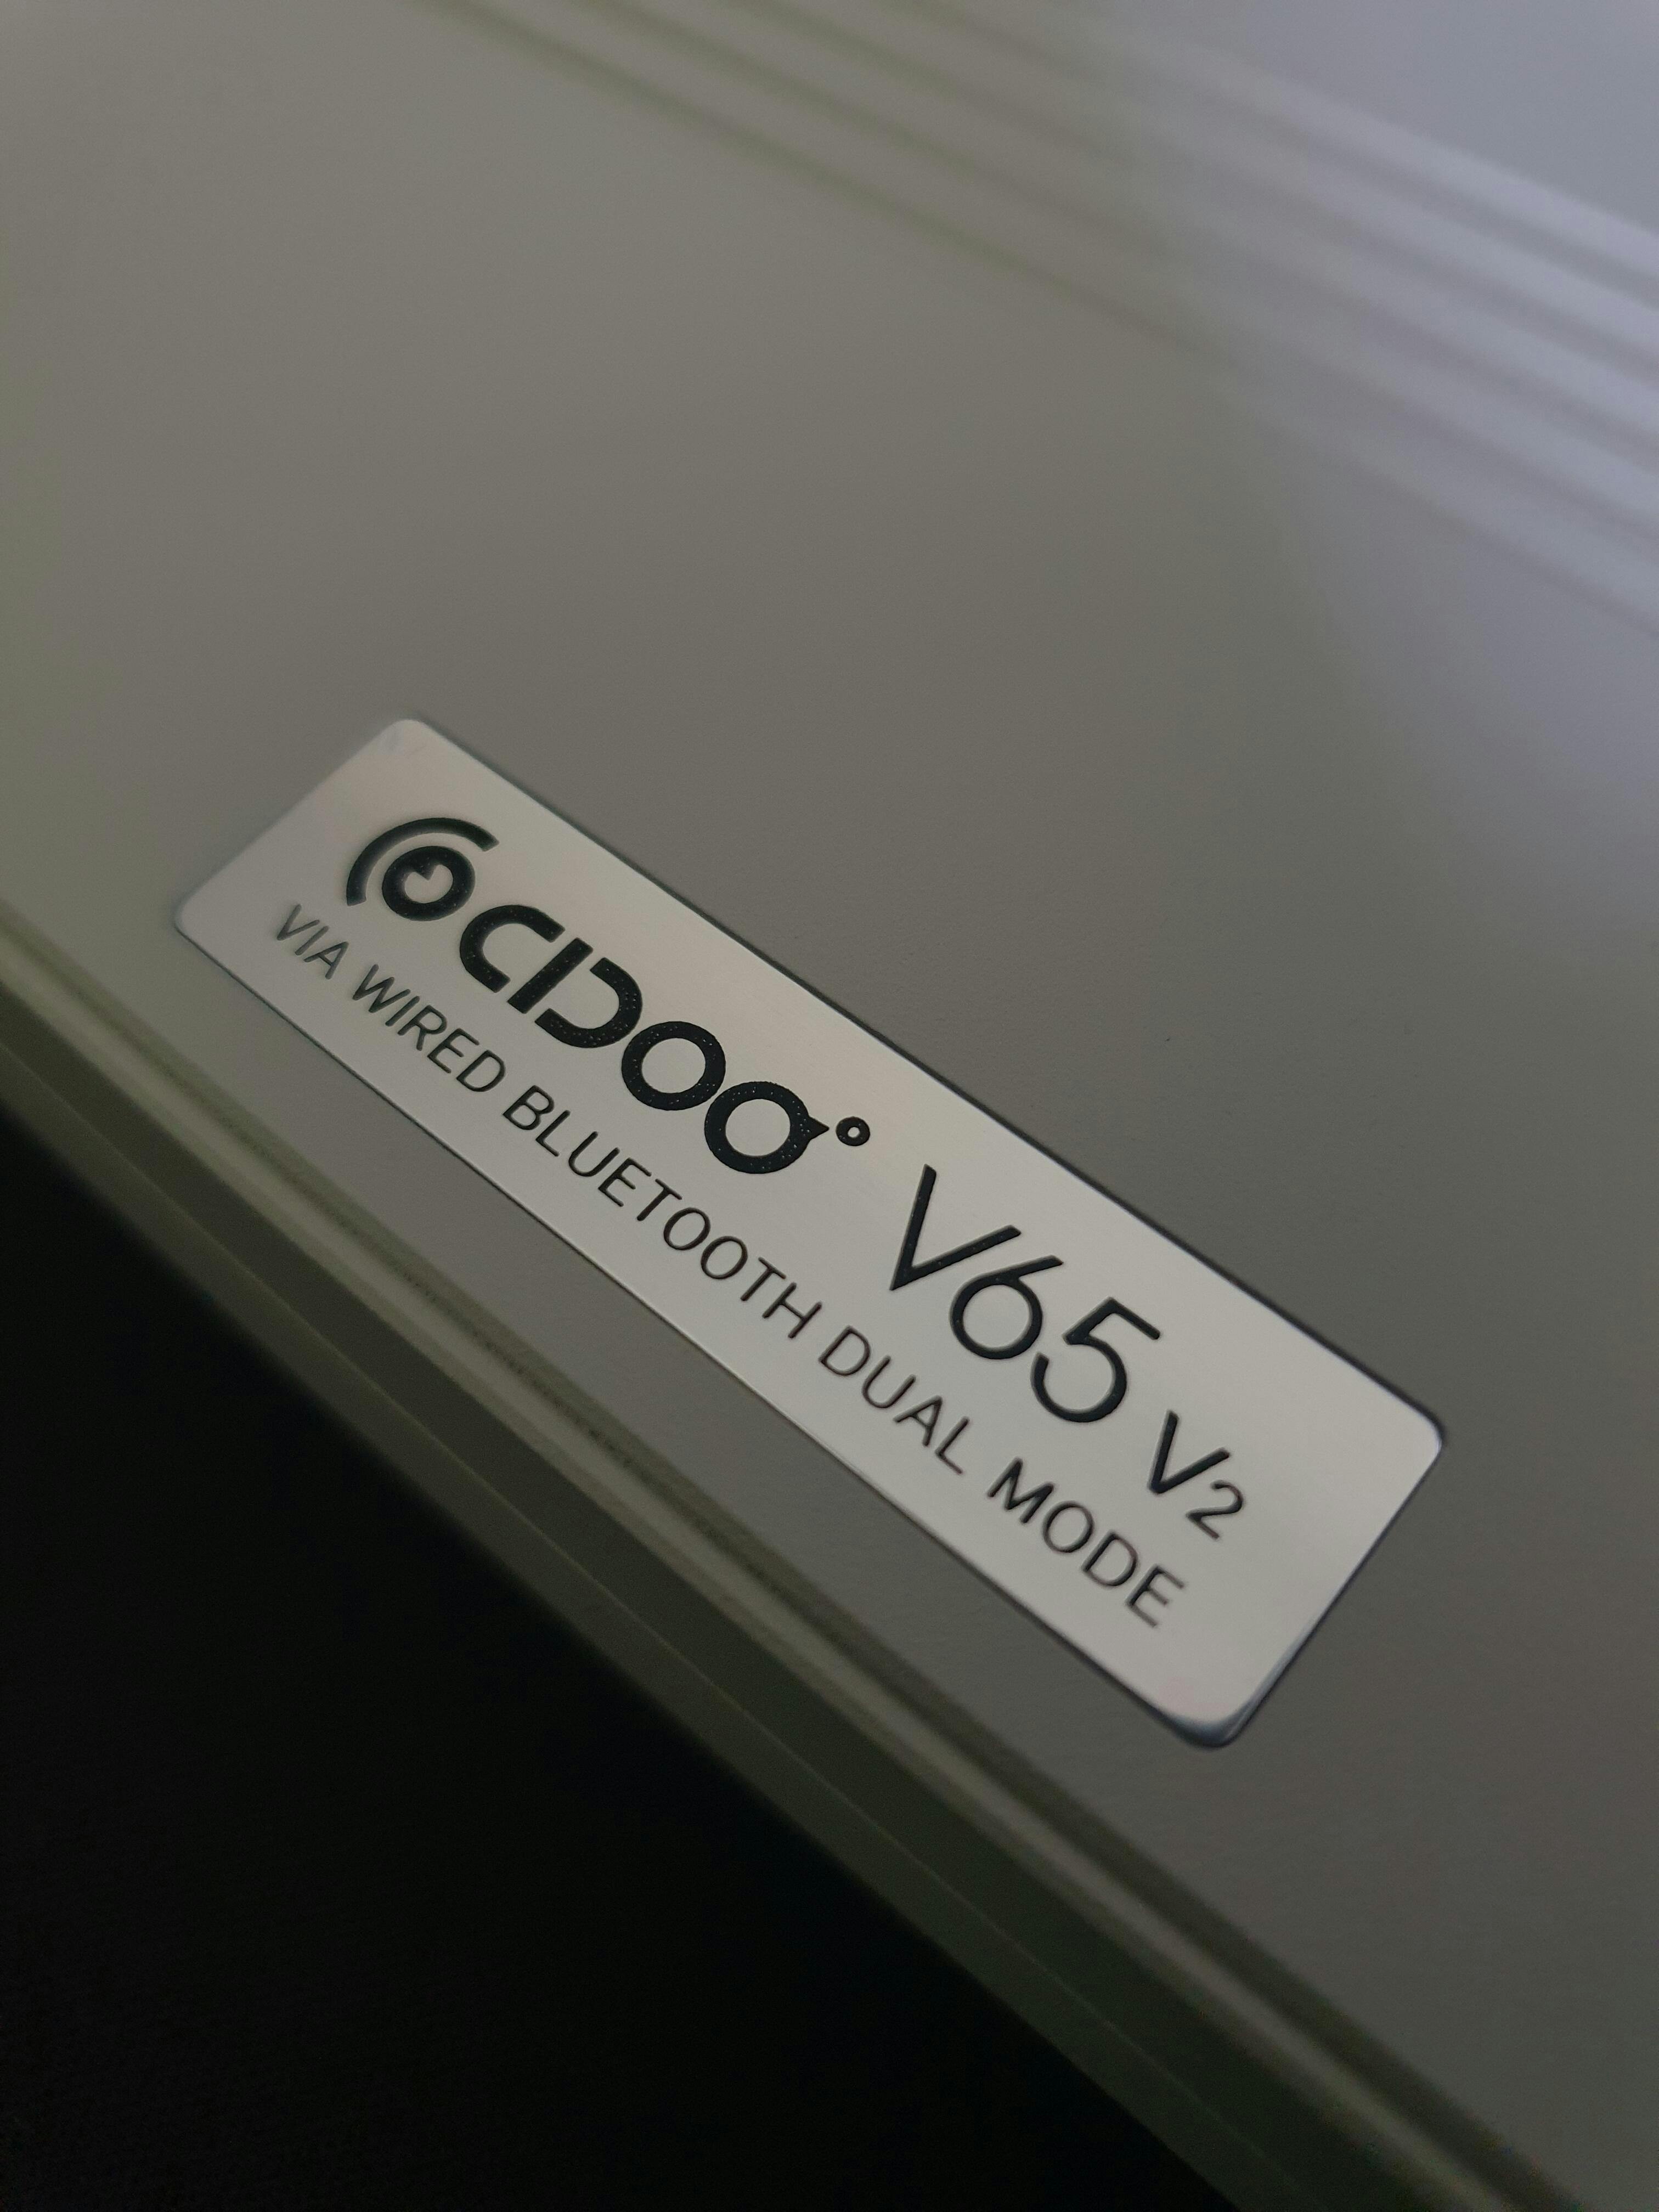 CIDOO° V65 V2
VIA WIRED BLUETOOTH DUAL MODE